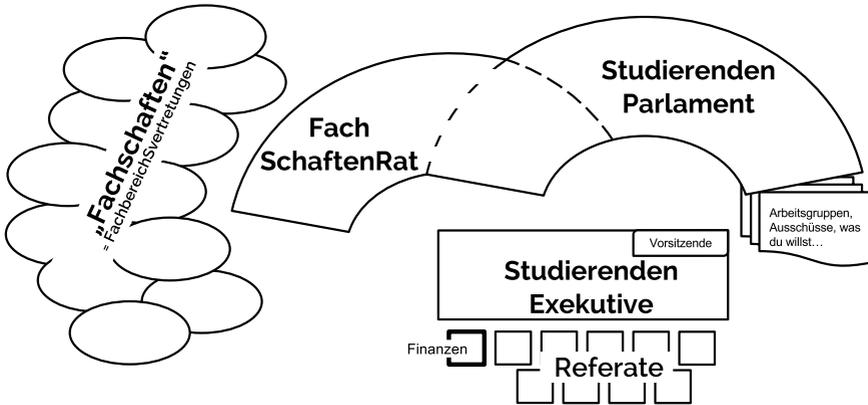 „Fachschaften“
= FachbereichSvertretungen
Fach
SchaftenRat
Studierenden
Parlament
Arbeitsgruppen,
Ausschüsse, was
du willst...
Vorsitzende
Studierenden
Exekutive
Finanzen
Referate